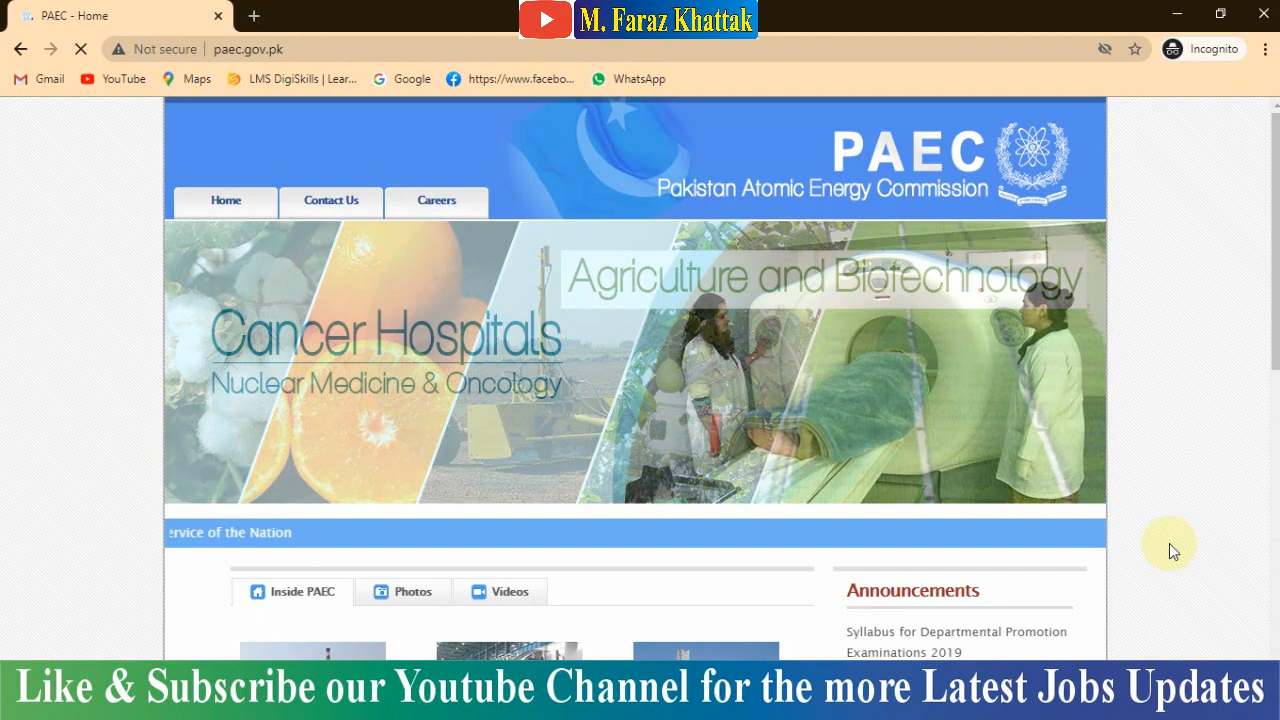 PAEC - Home
M. Faraz Khattak
Not secure
paec.gov.pk
Incognito
Gmail
YouTube
Maps
LMS DigiSkills | Lear...
Google
https://www.facebo...
WhatsApp
PAEC
Pakistan Atomic Energy Commission
Home
Contact Us
Careers
Agriculture and Biotechnology
Cancer Hospitals
Nuclear Medicine & Oncology
ervice of the Nation
Inside PAEC
Photos
Videos
Announcements
Syllabus for Departmental Promotion
Examinations 2019
Like & Subscribe our Youtube Channel for the more Latest Jobs Updates